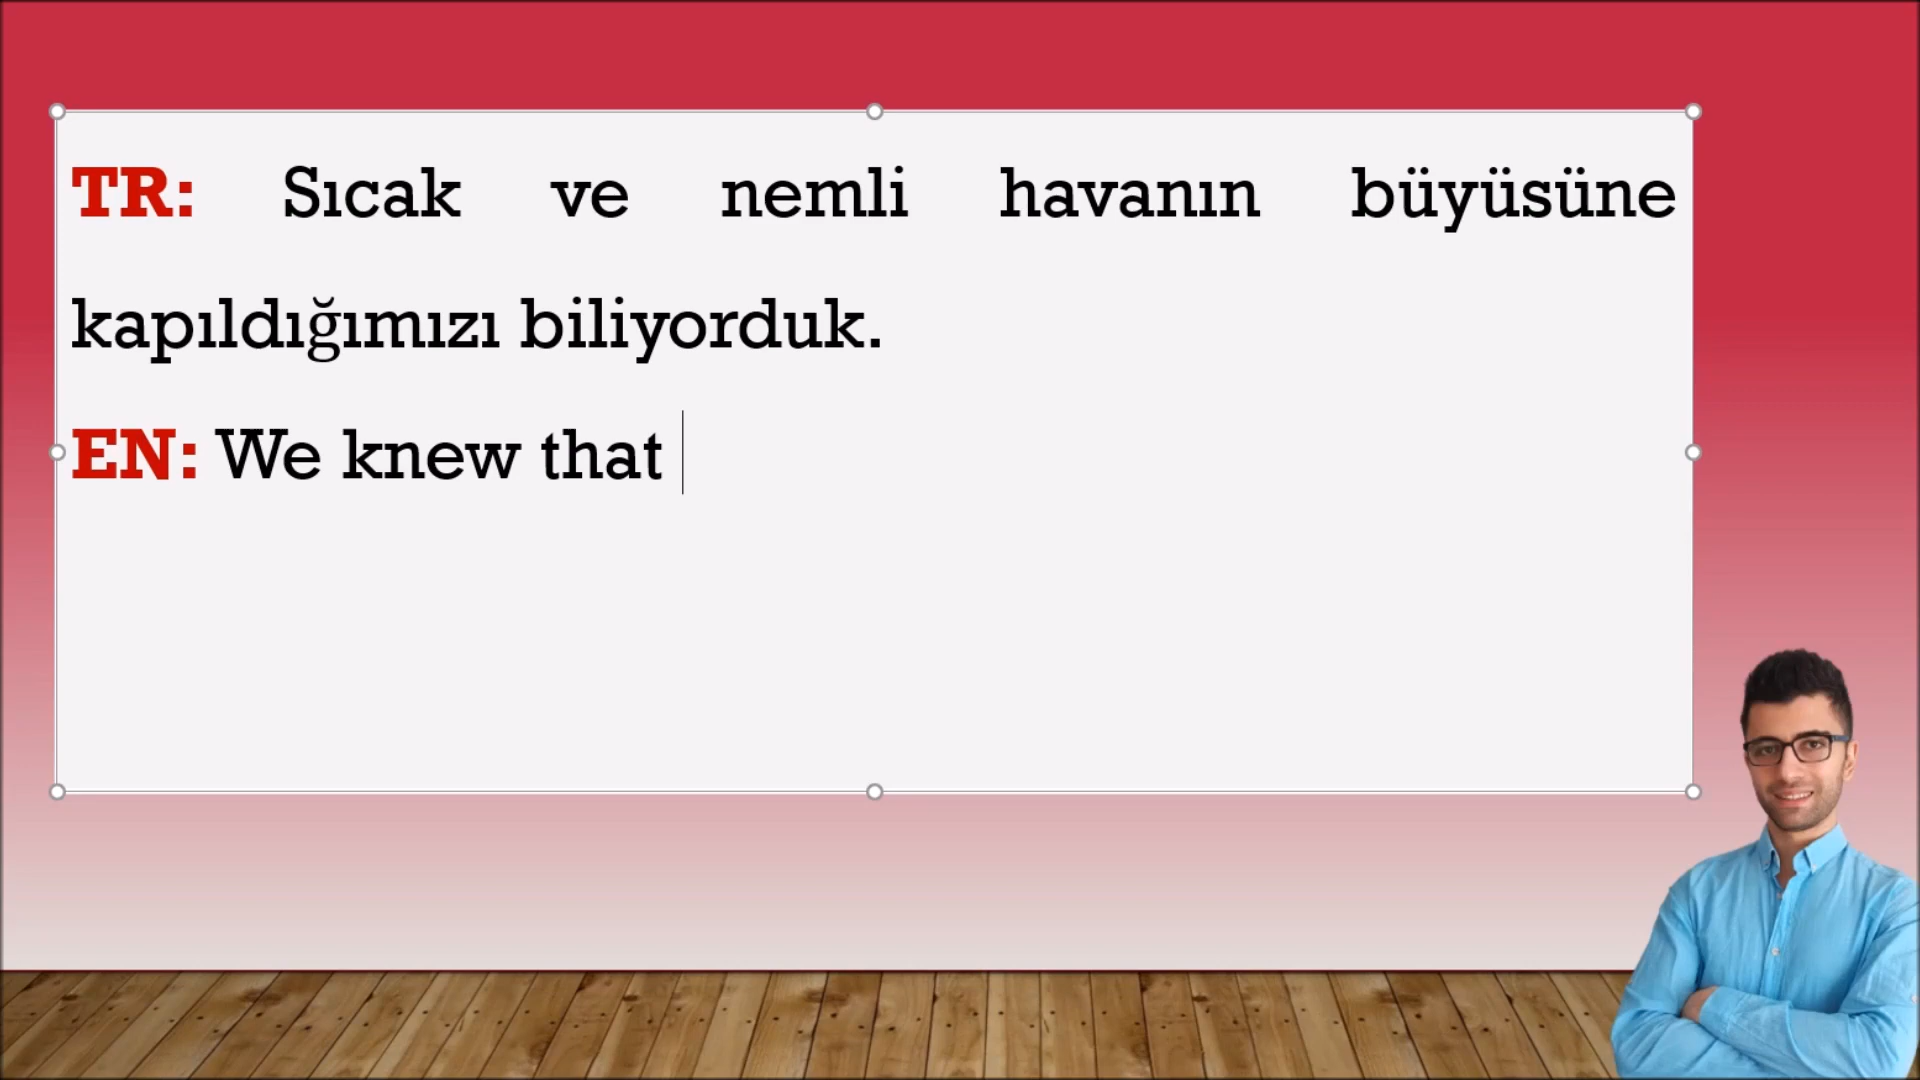 TR: Sıcak ve nemli havanın büyüsüne
kapıldığımızı biliyorduk.
EN: We knew that